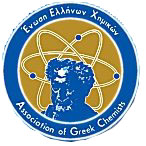 Ένωση Ελλήνων Χημικών
Association of Greek Chemists